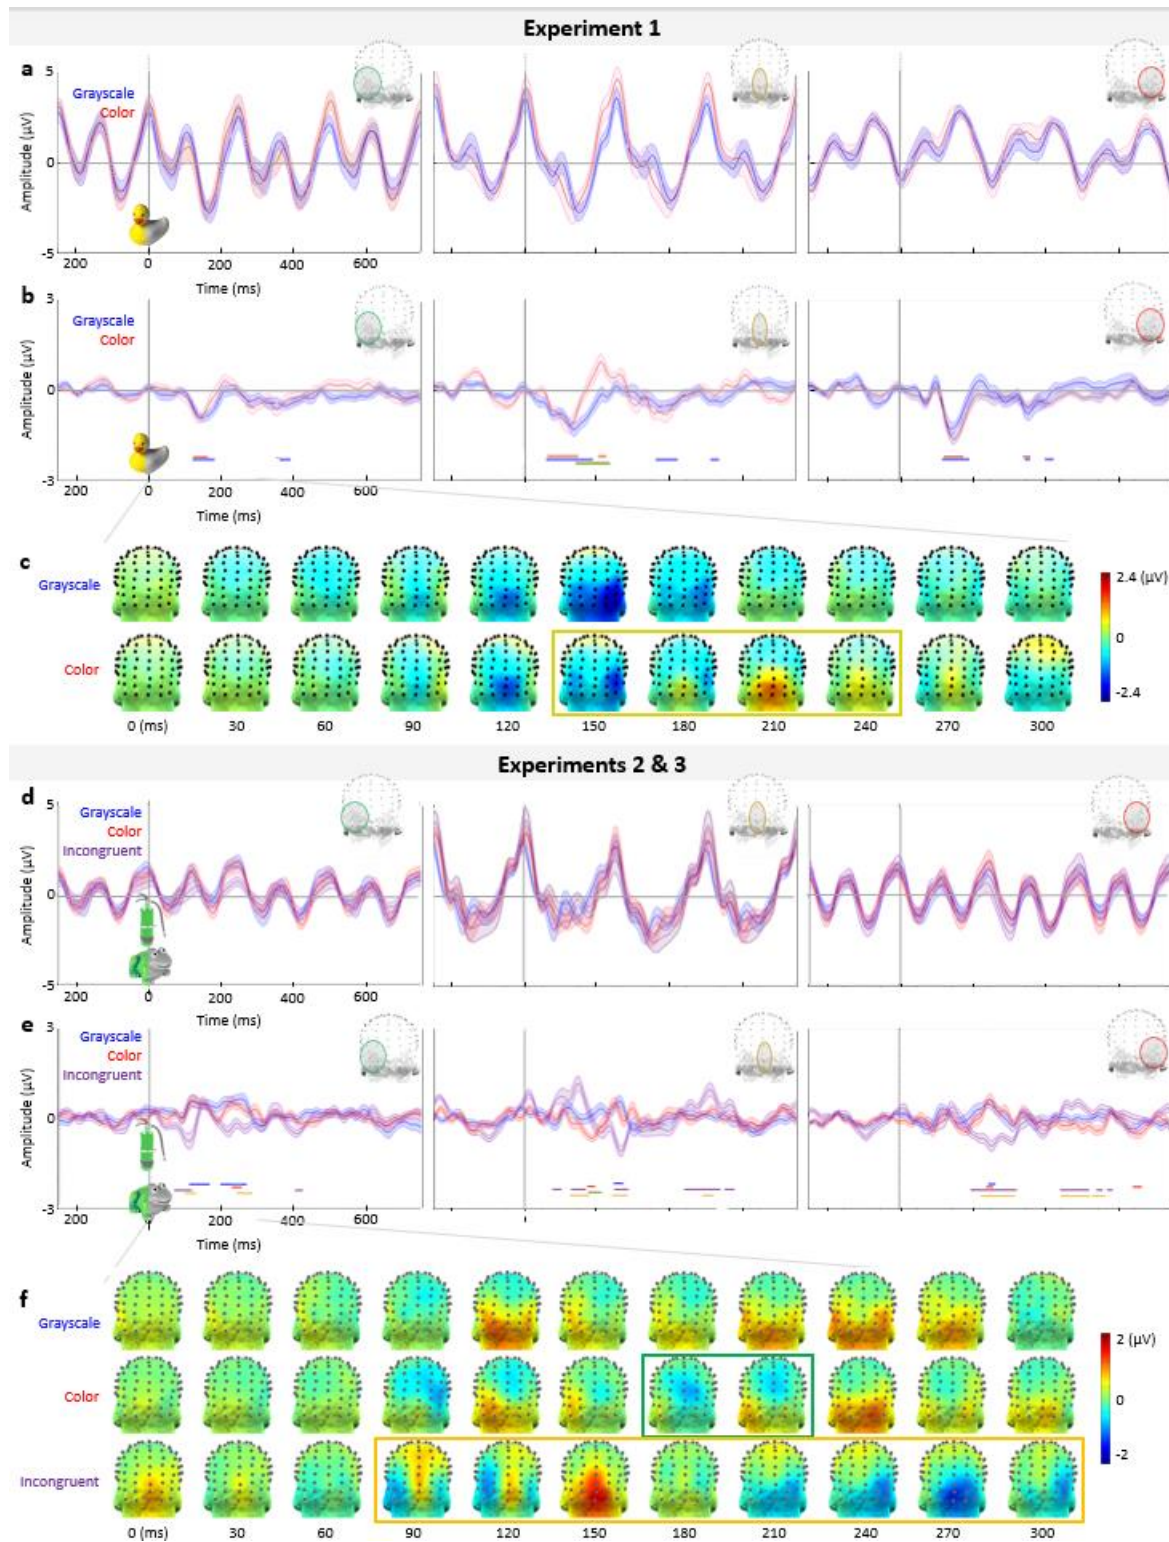 Experiment 1
a
Grayscale
Color
Amplitude (µV)
5
0
-5
200 0 200 400 600
Time (ms)
b
Grayscale
Color
Amplitude (µV)
3
0
-3
200 0 200 400 600
Time (ms)
c
Grayscale
Color
0 (ms) 30 60 90 120 150 180 210 240 270 300
2.4 (µV)
0
-2.4
Experiments 2 & 3
d
Grayscale
Color
Incongruent
Amplitude (µV)
5
0
-5
200 0 200 400 600
Time (ms)
e
Grayscale
Color
Incongruent
Amplitude (µV)
3
0
-3
200 0 200 400 600
Time (ms)
f
Grayscale
Color
Incongruent
0 (ms) 30 60 90 120 150 180 210 240 270 300
2 (µV)
0
-2